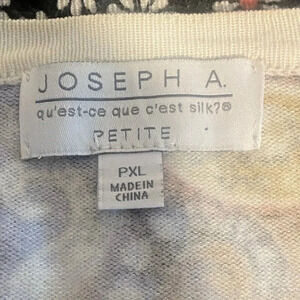 JOSEPH A.
qu'est-ce que c'est silk?®
PETITE
PXL
MADE IN
CHINA